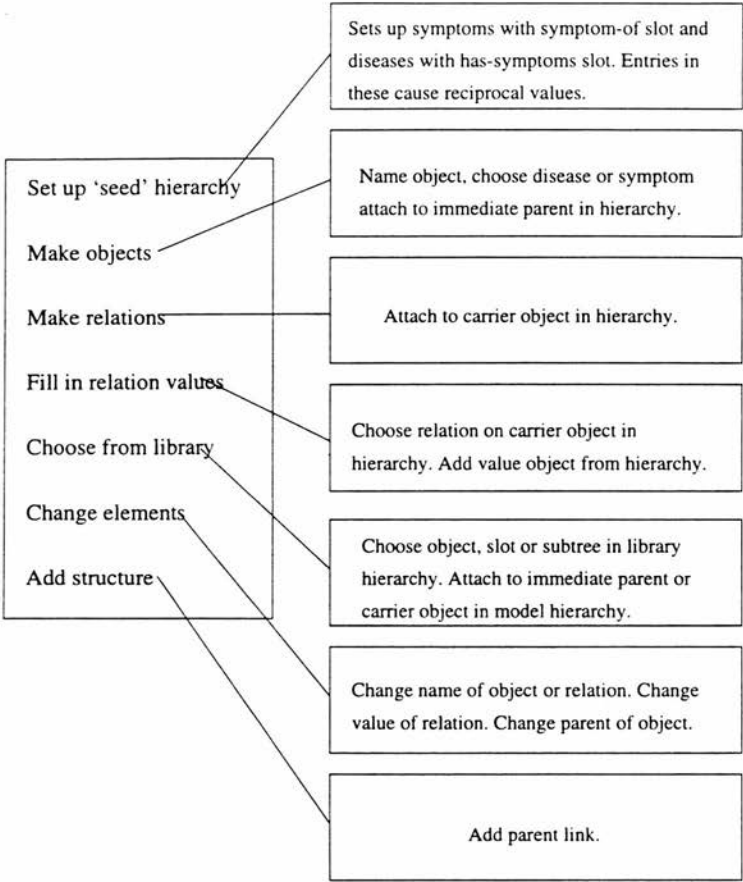 Sets up symptoms with symptom-of slot and
diseases with has-symptoms slot. Entries in
these cause reciprocal values.
Set up ‘seed’ hierarchy
Name object, choose disease or symptom
attach to immediate parent in hierarchy.
Make objects
Make relations
Attach to carrier object in hierarchy.
Fill in relation values
Choose relation on carrier object in
hierarchy. Add value object from hierarchy.
Choose from library
Change elements
Choose object, slot or subtree in library
hierarchy. Attach to immediate parent or
carrier object in model hierarchy.
Add structure
Change name of object or relation. Change
value of relation. Change parent of object.
Add parent link.